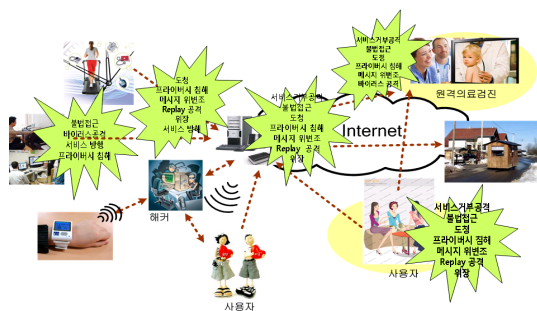 서비스거부공격
불법접근
도청
프라이버시 침해
메시지 위변조
바이러스 공격
원격의료검진
도청
프라이버시 침해
메시지 위변조
Replay 공격
위장
서비스 방해
서비스거부공격
불법접근
도청
프라이버시 침해
메시지 위변조
Replay 공격
위장
Internet
불법접근
바이러스공격
서비스 방행
프라이버시 침해
해커
사용자
서비스거부공격
불법접근
도청
프라이버시 침해
메시지 위변조
Replay 공격
위장
사용자